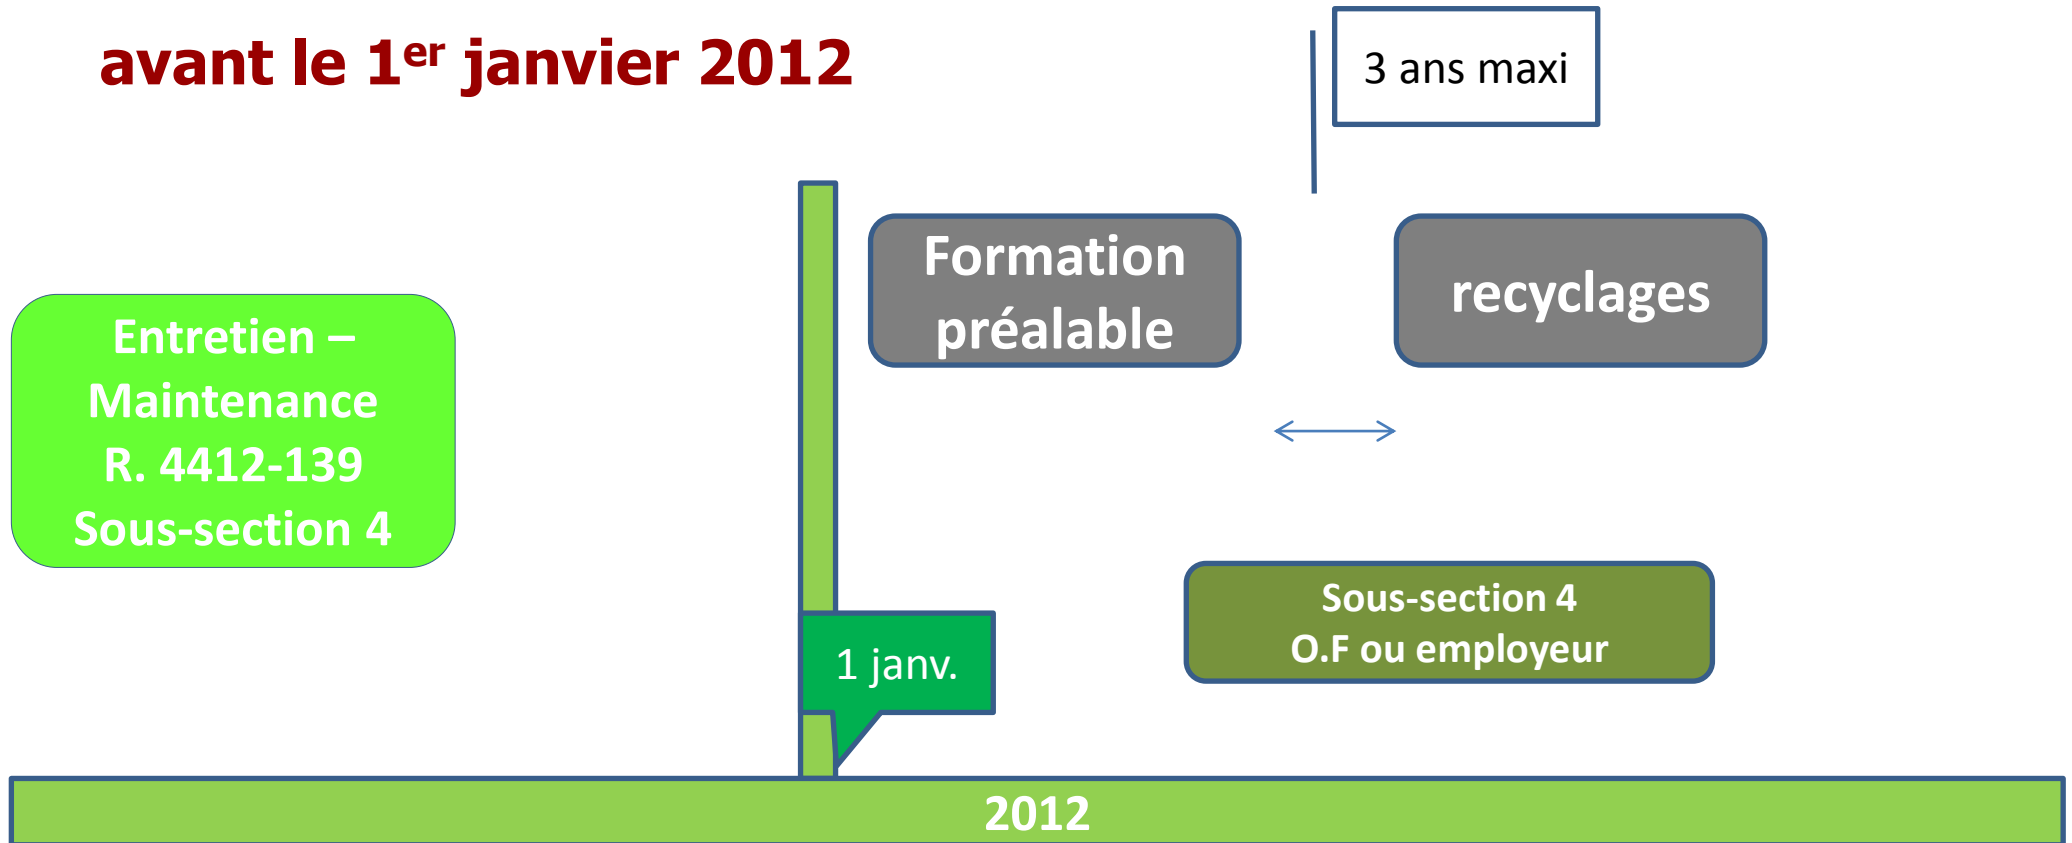 avant le 1er janvier 2012
3 ans maxi
Formation
préalable
recyclages
Entretien –
Maintenance
R. 4412-139
Sous-section 4
Sous-section 4
O.F ou employeur
1 janv.
2012